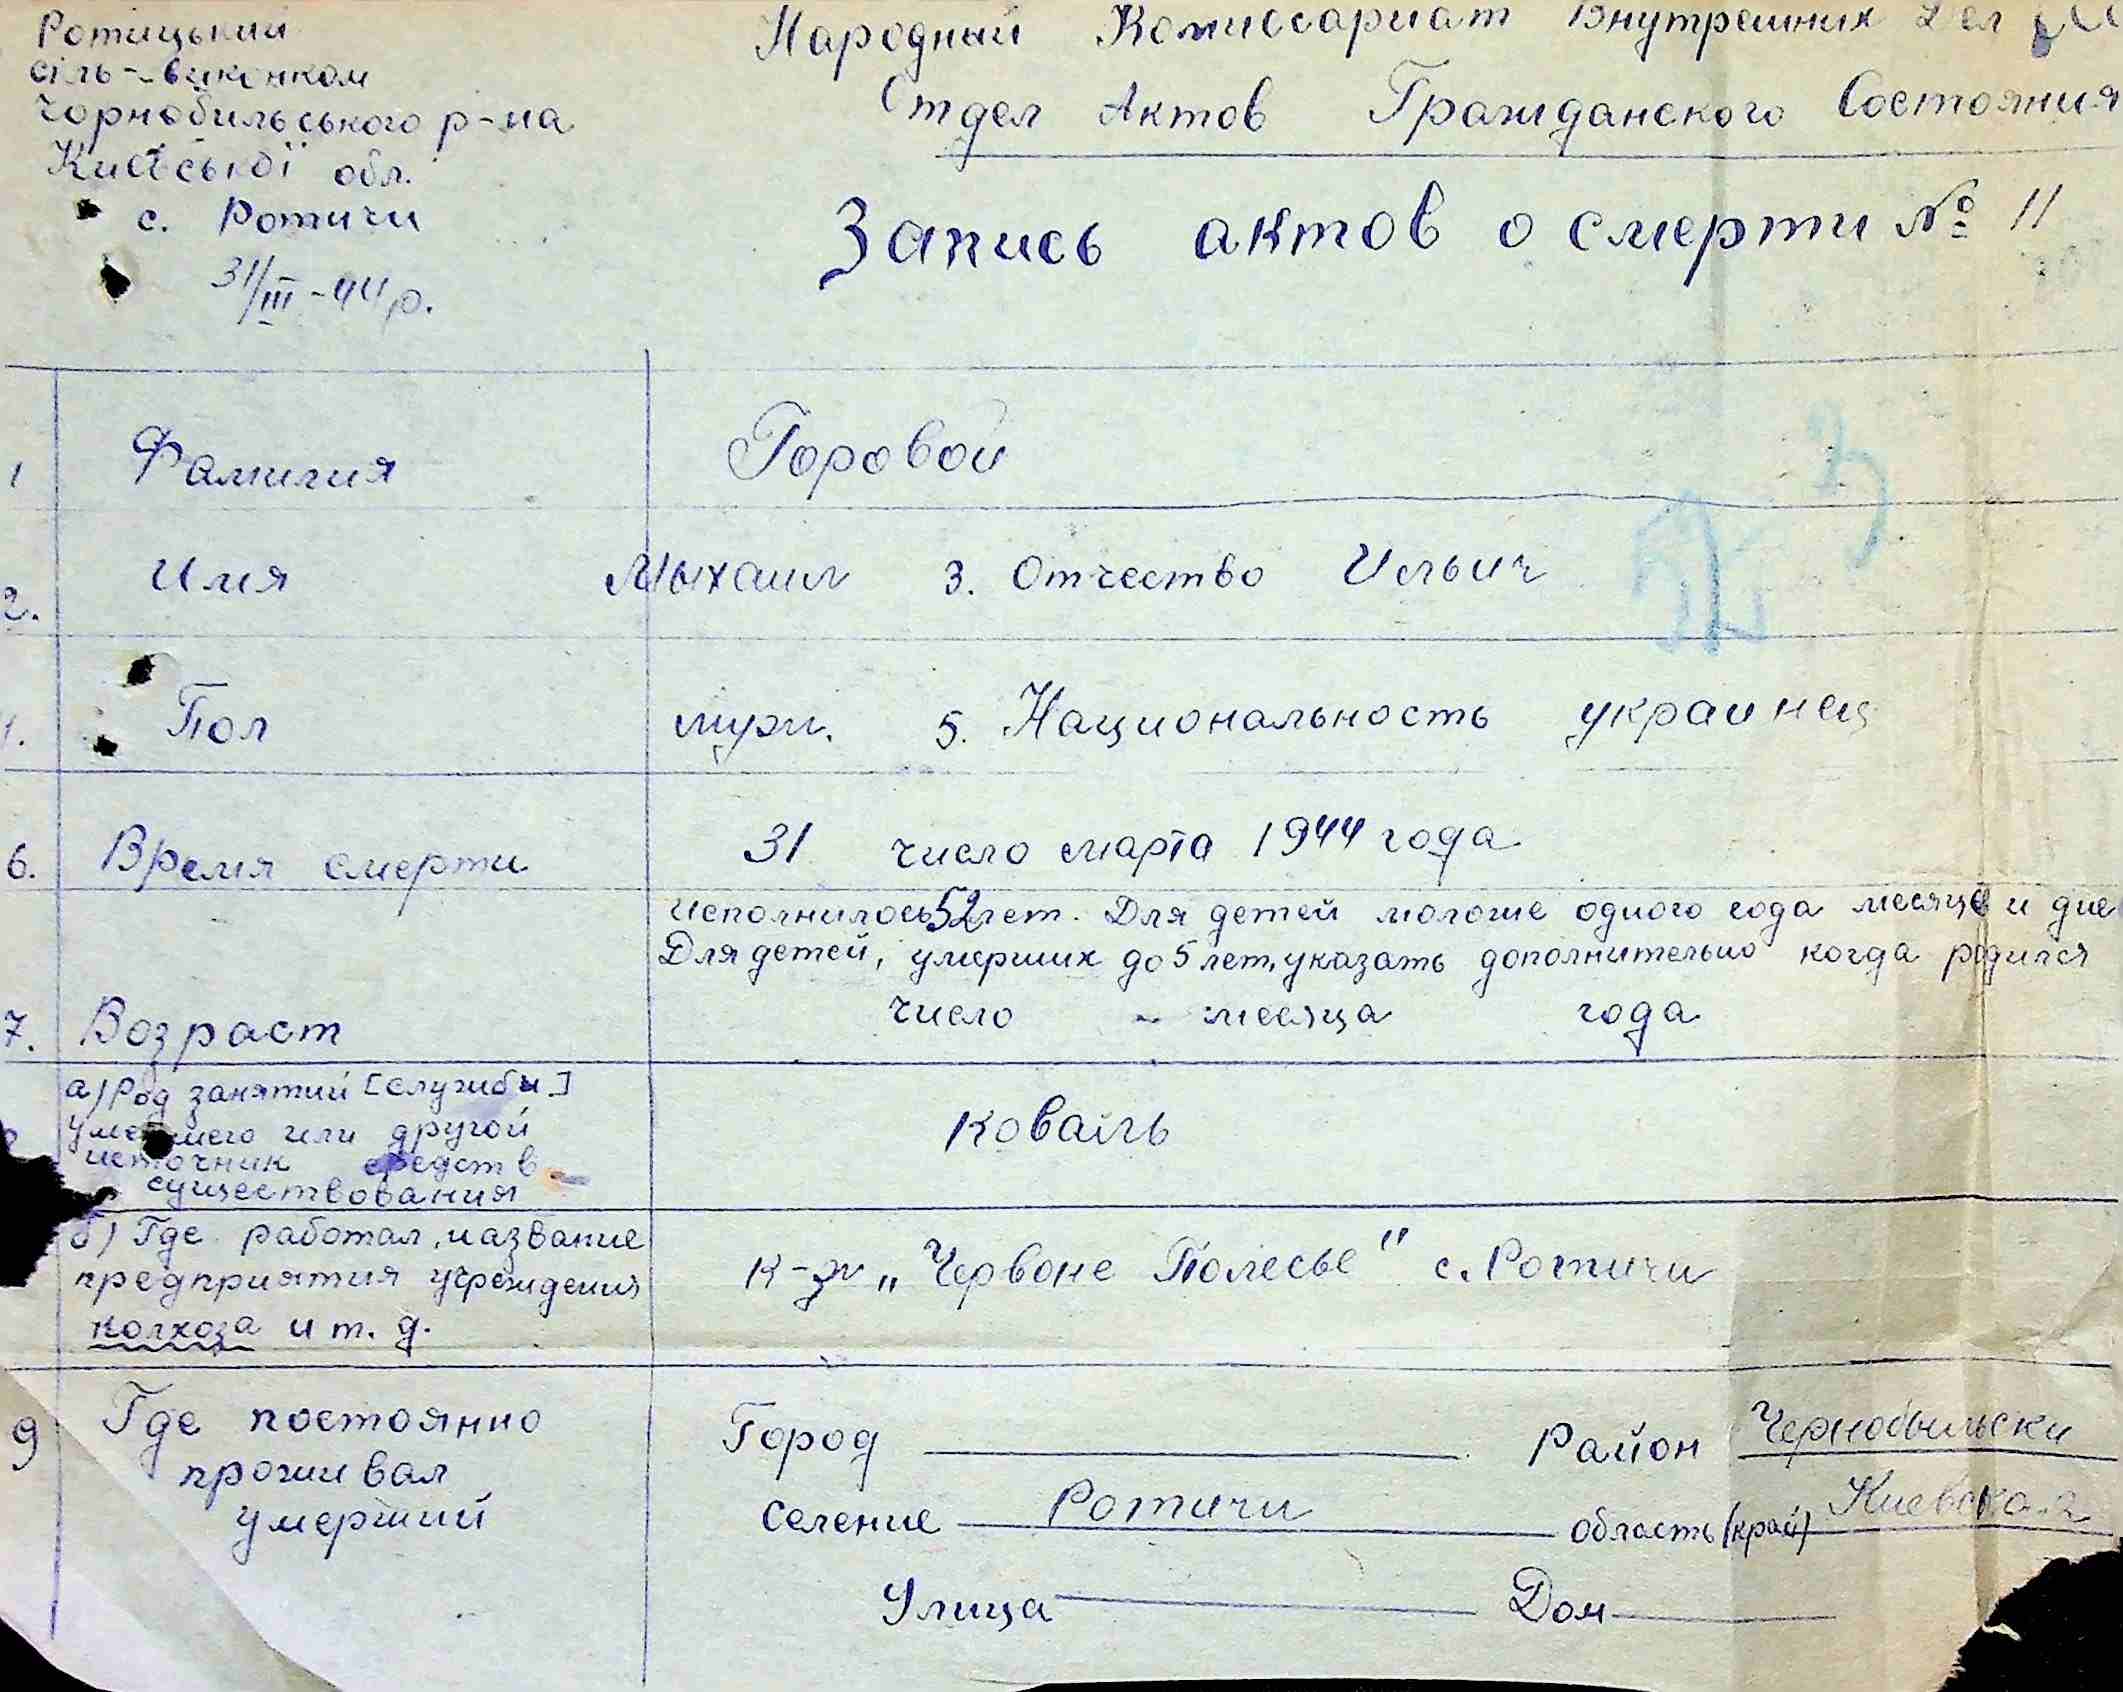 Ротицький
сіль-виконком
Чорнобильського р-на
Київської обл.
с. Ротичи
31/III-44 р.
Народный Комиссариат Внутренних Дел
Отдел Актов Гражданского Состояния
Запись актов о смерти № 11
1 Фамилия Горовой
2. Имя Мыхаил 3. Отчество Ильич
4. Пол муж. 5. Национальность украинец
6. Время смерти 31 число марта 1944 года
Исполнилось 52 лет. Для детей моложе одного года месяцев и дне
Для детей, умерших до 5 лет, указать дополнительно когда родился
7. Возраст число - месяца года
а) Род занятий [службы]
умершего или другой
источник средств
существования
коваль
б) Где работал, название
предприятия учреждения
колхоза и т. д.
к-зи „Червоне Полесье" с. Ротичи
9 Где постоянно
проживал
умерший
Город Район Чернобыльски
Селение Ротичи область (край) Киевская
Улица Дом